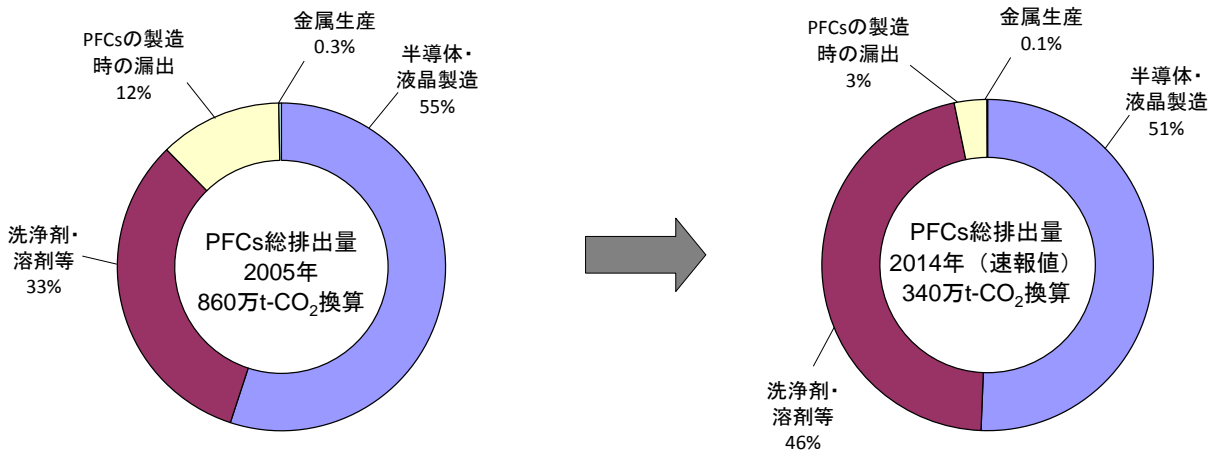 金属生産
0.3%
PFCsの製造
時の漏出
12%
半導体・
液晶製造
55%
洗浄剤・
溶剤等
33%
PFCs総排出量
2005年
860万t-CO₂換算
金属生産
0.1%
PFCsの製造
時の漏出
3%
半導体・
液晶製造
51%
PFCs総排出量
2014年（速報値）
340万t-CO₂換算
洗浄剤・
溶剤等
46%